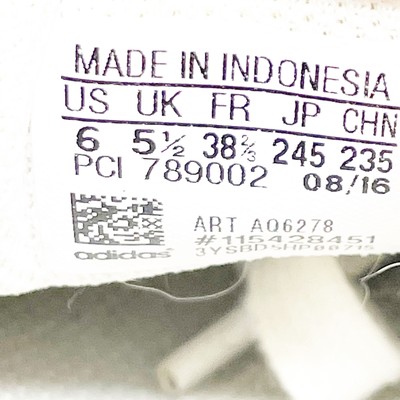 MADE IN INDONESIA
US UK FR JP CHN
6 5½ 38⅔ 245 235
PCI 789002 08/16
ART AQ6278
#115428451
adidas